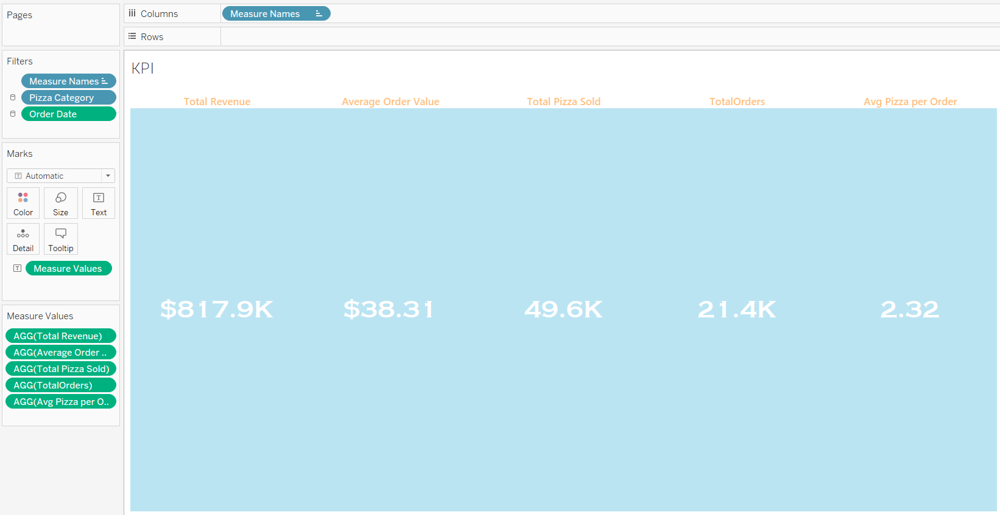 Pages
Columns
Measure Names
Rows
Filters
Measure Names
Pizza Category
Order Date
Marks
Automatic
Color
Size
Text
Detail
Tooltip
Measure Values
Measure Values
AGG(Total Revenue)
AGG(Average Order ..
AGG(Total Pizza Sold)
AGG(TotalOrders)
AGG(Avg Pizza per O..
KPI
Total Revenue Average Order Value Total Pizza Sold TotalOrders Avg Pizza per Order
$817.9K $38.31 49.6K 21.4K 2.32